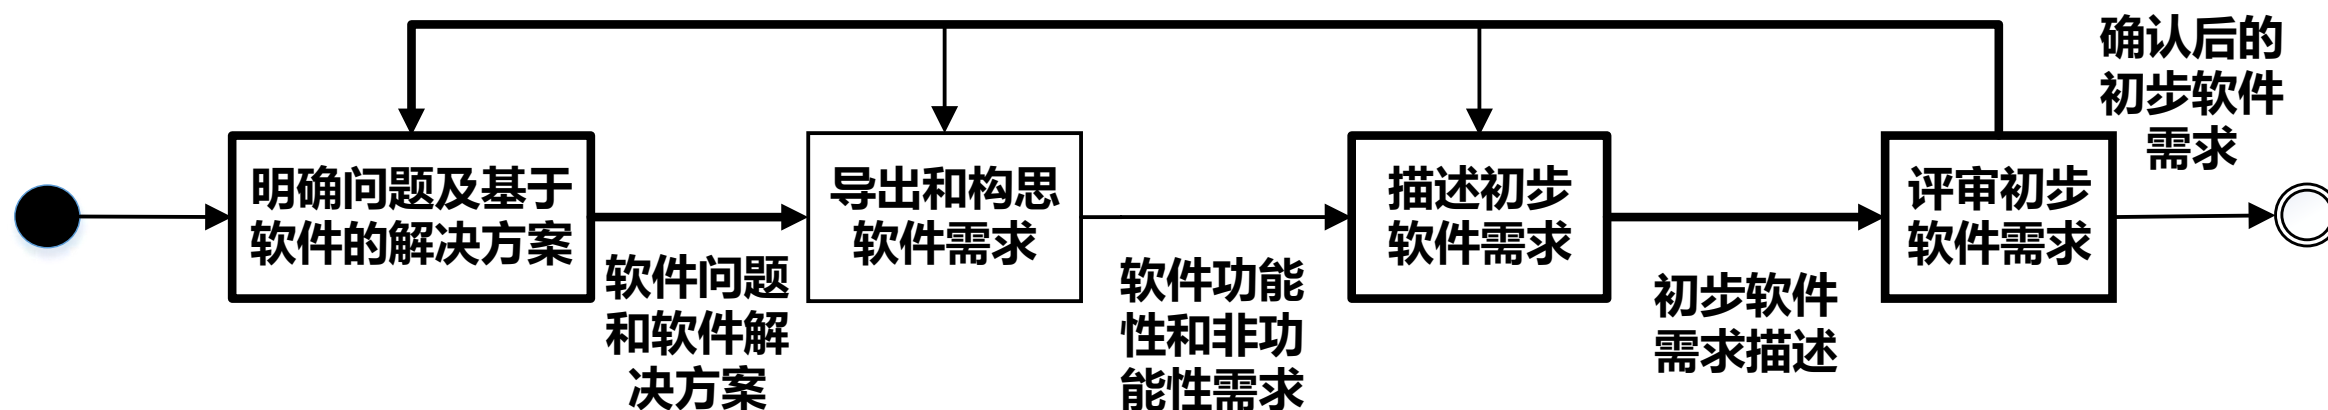 明确问题及基于
软件的解决方案
软件问题
和软件解
决方案
导出和构思
软件需求
软件功能
性和非功
能性需求
描述初步
软件需求
初步软件
需求描述
评审初步
软件需求
确认后的
初步软件
需求